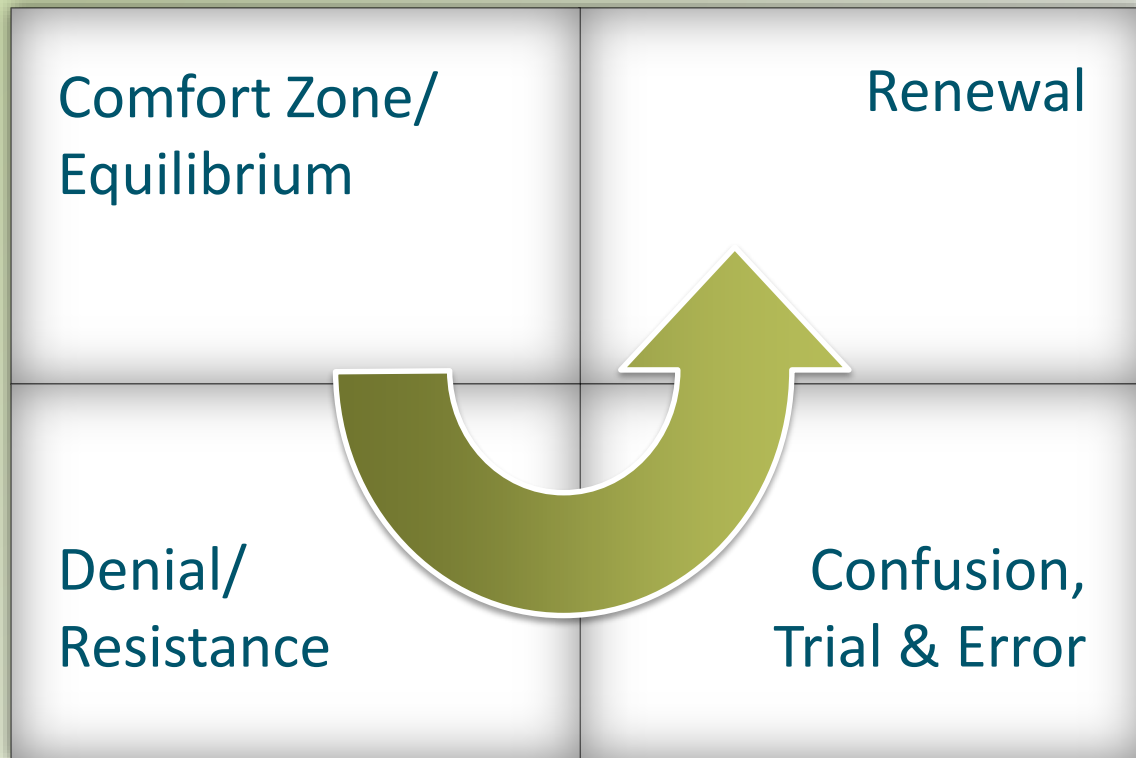 Comfort Zone/
Equilibrium
Renewal
Denial/
Resistance
Confusion,
Trial & Error